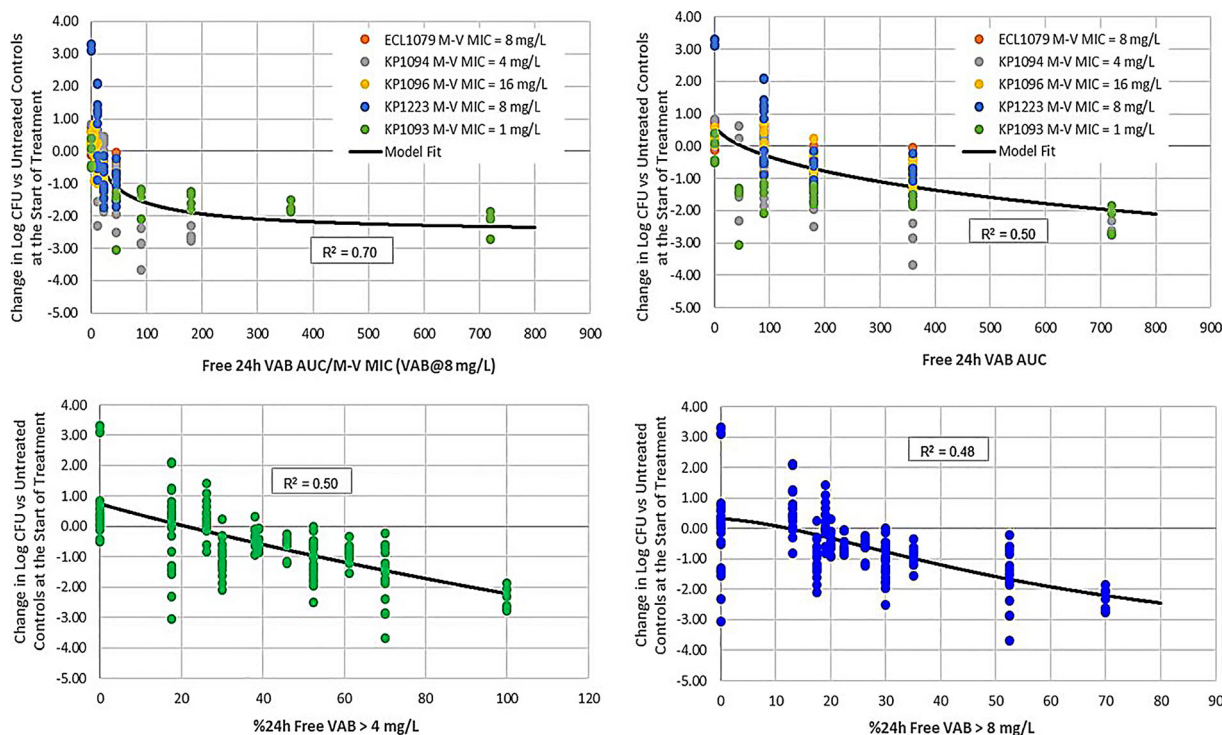 Change in Log CFU vs Untreated Controls
at the Start of Treatment
4.00
3.00
2.00
1.00
0.00
-1.00
-2.00
-3.00
-4.00
-5.00
ECL1079 M-V MIC = 8 mg/L
KP1094 M-V MIC = 4 mg/L
KP1096 M-V MIC = 16 mg/L
KP1223 M-V MIC = 8 mg/L
KP1093 M-V MIC = 1 mg/L
Model Fit
R² = 0.70
0 100 200 300 400 500 600 700 800 900
Free 24h VAB AUC/M-V MIC (VAB@8 mg/L)
Change in Log CFU vs Untreated Controls
at the Start of Treatment
4.00
3.00
2.00
1.00
0.00
-1.00
-2.00
-3.00
-4.00
-5.00
ECL1079 M-V MIC = 8 mg/L
KP1094 M-V MIC = 4 mg/L
KP1096 M-V MIC = 16 mg/L
KP1223 M-V MIC = 8 mg/L
KP1093 M-V MIC = 1 mg/L
Model Fit
R² = 0.50
0 100 200 300 400 500 600 700 800 900
Free 24h VAB AUC
Change in Log CFU vs Untreated
Controls at the Start of Treatment
4.00
3.00
2.00
1.00
0.00
-1.00
-2.00
-3.00
-4.00
-5.00
R² = 0.50
0 20 40 60 80 100 120
%24h Free VAB > 4 mg/L
Change in Log CFU vs Untreated
Controls at the Start of Treatment
4.00
3.00
2.00
1.00
0.00
-1.00
-2.00
-3.00
-4.00
-5.00
R² = 0.48
0 10 20 30 40 50 60 70 80 90
%24h Free VAB > 8 mg/L